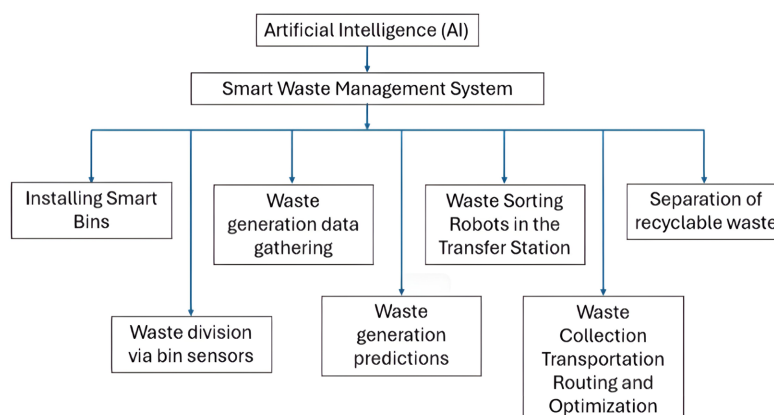 Artificial Intelligence (AI)
Smart Waste Management System
Installing Smart
Bins
Waste
generation data
gathering
Waste Sorting
Robots in the
Transfer Station
Separation of
recyclable waste
Waste division
via bin sensors
Waste
generation
predictions
Waste
Collection
Transportation
Routing and
Optimization